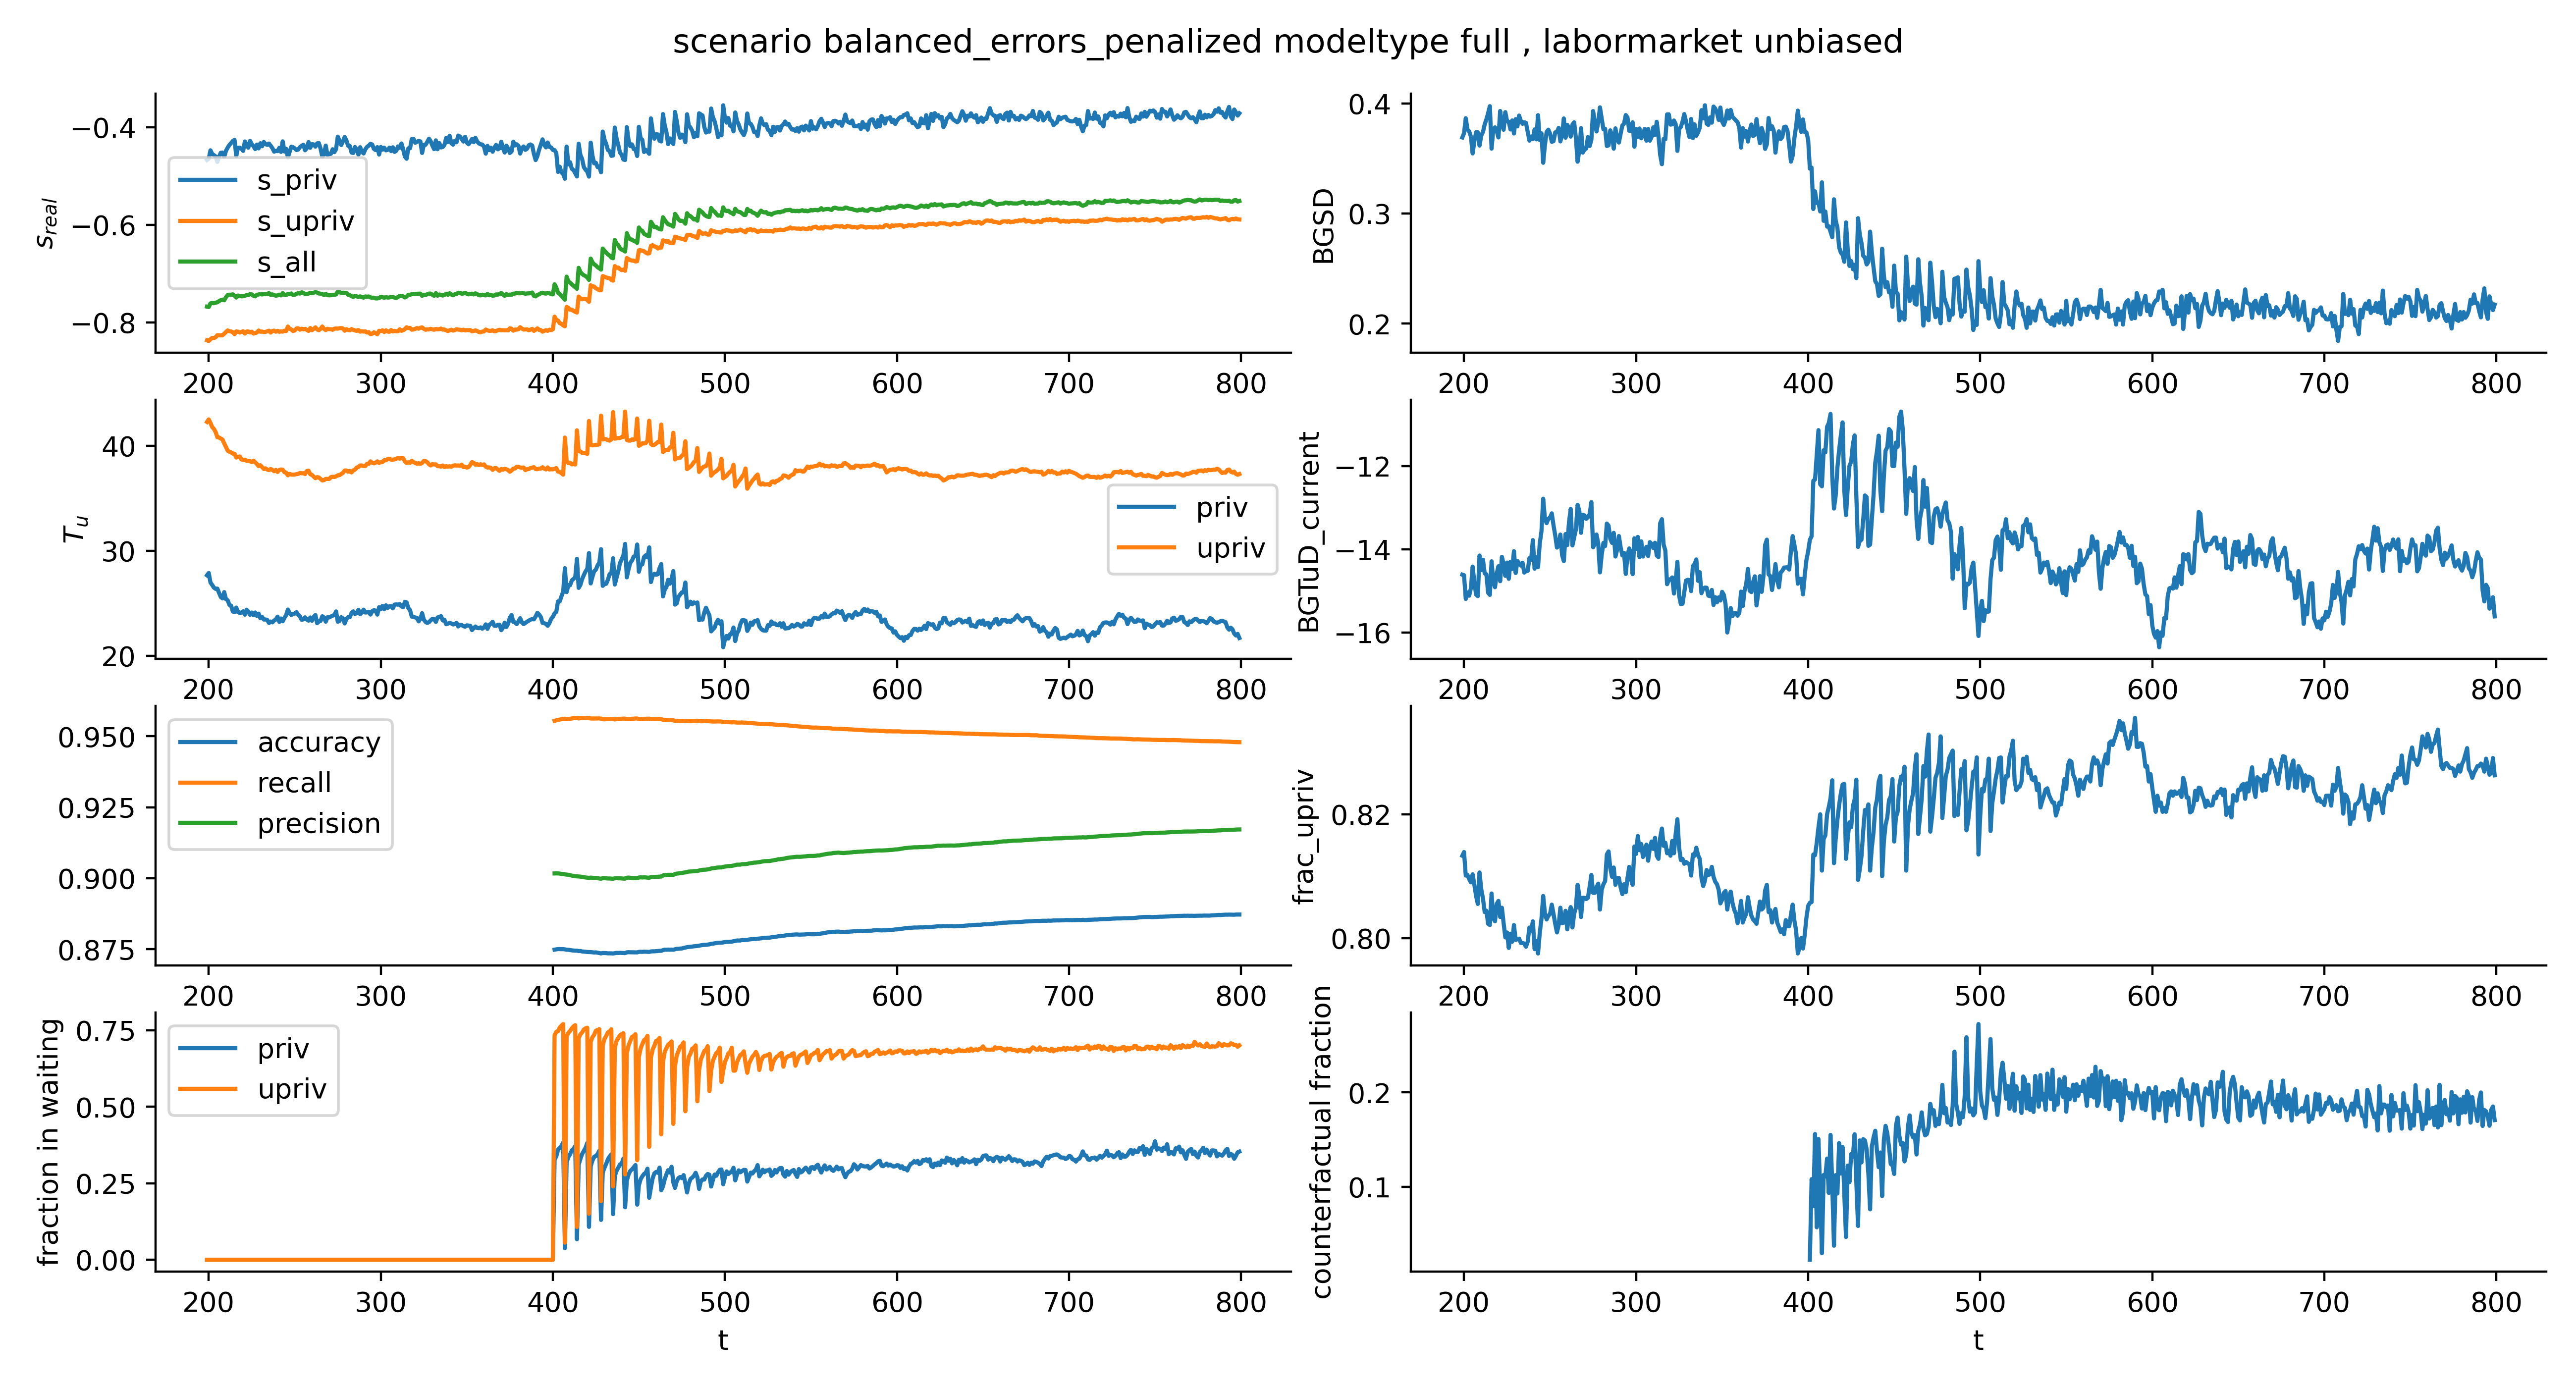 scenario balanced_errors_penalized modeltype full , labormarket unbiased
s_real
−0.4
−0.6
−0.8
s_priv
s_upriv
s_all
200 300 400 500 600 700 800
BGSD
0.4
0.3
0.2
200 300 400 500 600 700 800
T_u
40
30
20
priv
upriv
200 300 400 500 600 700 800
BGTuD_current
−12
−14
−16
200 300 400 500 600 700 800
0.950
0.925
0.900
0.875
accuracy
recall
precision
200 300 400 500 600 700 800
frac_upriv
0.82
0.80
200 300 400 500 600 700 800
fraction in waiting
0.75
0.50
0.25
0.00
priv
upriv
200 300 400 500 600 700 800
t
counterfactual fraction
0.2
0.1
200 300 400 500 600 700 800
t